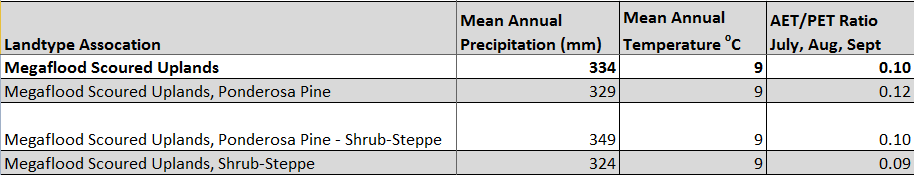 Landtype Assocation Mean Annual Precipitation (mm) Mean Annual Temperature ⁰C AET/PET Ratio July, Aug, Sept
Megaflood Scoured Uplands 334 9 0.10
Megaflood Scoured Uplands, Ponderosa Pine 329 9 0.12
Megaflood Scoured Uplands, Ponderosa Pine - Shrub-Steppe 349 9 0.10
Megaflood Scoured Uplands, Shrub-Steppe 324 9 0.09